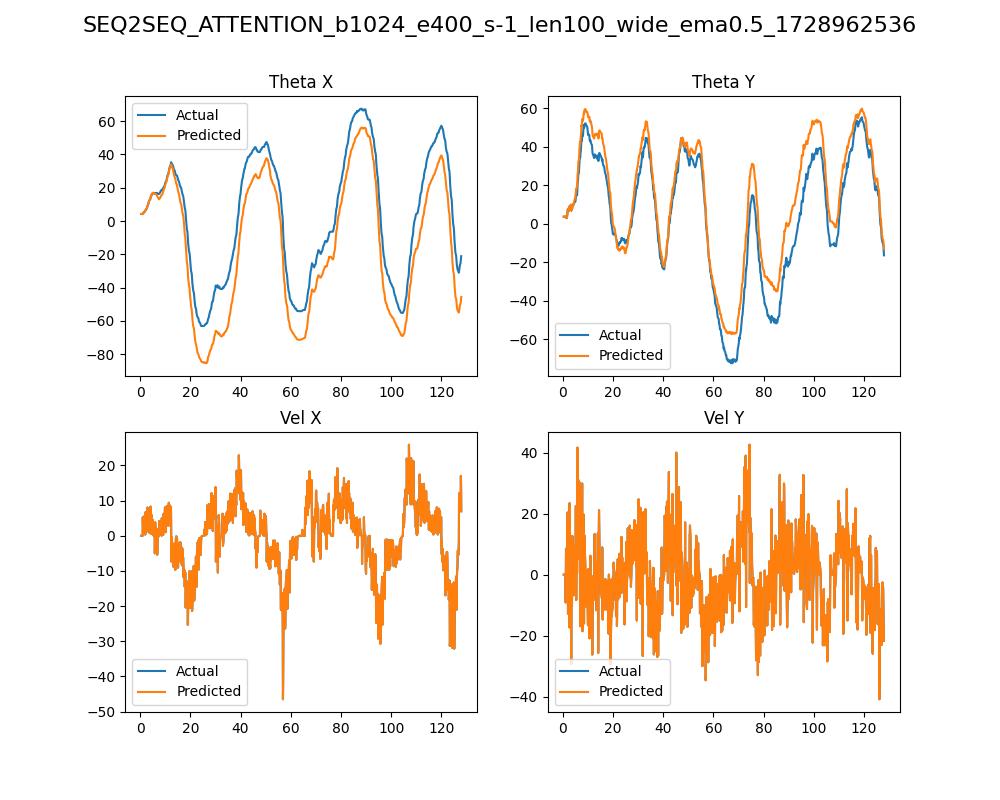 SEQ2SEQ_ATTENTION_b1024_e400_s-1_len100_wide_ema0.5_1728962536
Theta X
Actual
Predicted
60
40
20
0
−20
−40
−60
−80
0 20 40 60 80 100 120
Theta Y
Actual
Predicted
60
40
20
0
−20
−40
−60
0 20 40 60 80 100 120
Vel X
Actual
Predicted
20
10
0
−10
−20
−30
−40
−50
0 20 40 60 80 100 120
Vel Y
Actual
Predicted
40
20
0
−20
−40
0 20 40 60 80 100 120